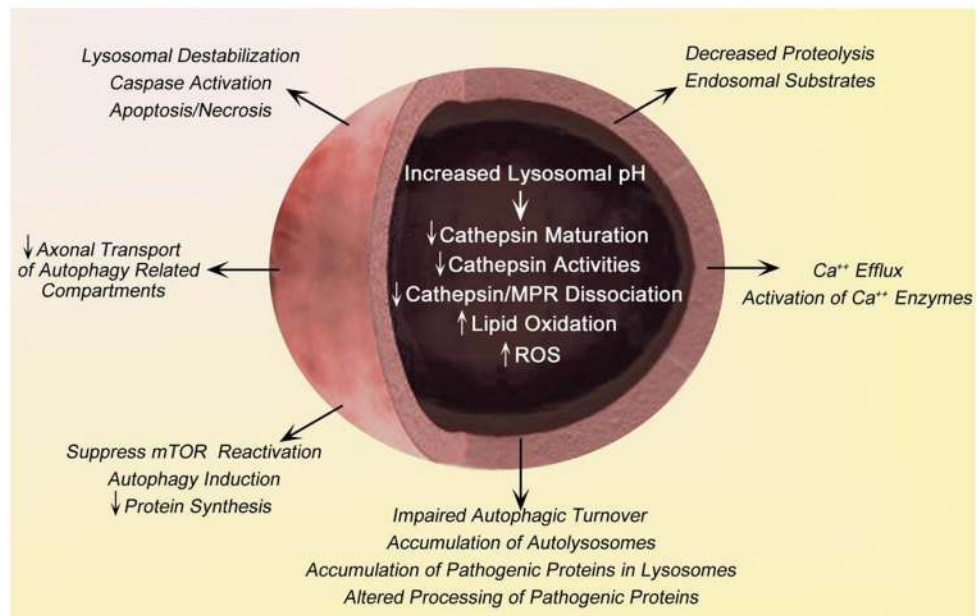 Lysosomal Destabilization
Caspase Activation
Apoptosis/Necrosis
Decreased Proteolysis
Endosomal Substrates
Increased Lysosomal pH
↓
↓Cathepsin Maturation
↓Cathepsin Activities
↓Cathepsin/MPR Dissociation
↑Lipid Oxidation
↑ROS
↓Axonal Transport
of Autophagy Related
Compartments
Ca⁺⁺ Efflux
Activation of Ca⁺⁺ Enzymes
Suppress mTOR Reactivation
Autophagy Induction
↓Protein Synthesis
Impaired Autophagic Turnover
Accumulation of Autolysosomes
Accumulation of Pathogenic Proteins in Lysosomes
Altered Processing of Pathogenic Proteins